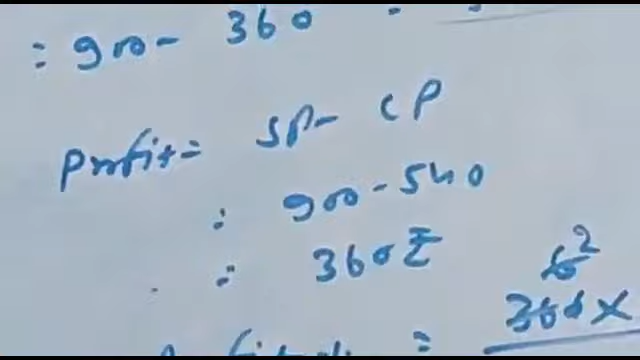 = 900 - 360
Profit = SP - CP
: 900 - 540
: 360₹
6 2
360 x